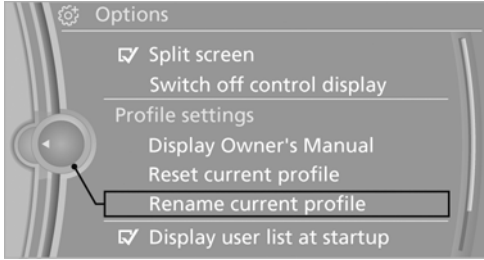 Options
Split screen
Switch off control display
Profile settings
Display Owner's Manual
Reset current profile
Rename current profile
Display user list at startup